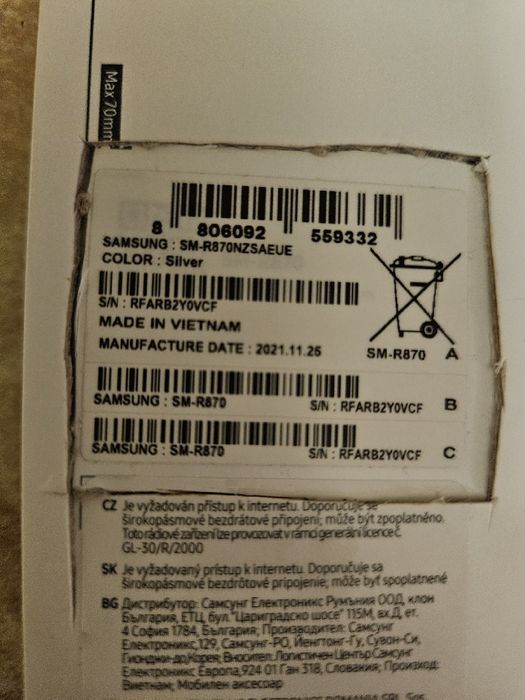 Max 70mm
8 806092 559332
SAMSUNG : SM-R870NZSAEUE
COLOR : Silver
S/N : RFARB2Y0VCF
MADE IN VIETNAM
MANUFACTURE DATE : 2021.11.25
SM-R870 A
SAMSUNG : SM-R870 S/N : RFARB2Y0VCF B
SAMSUNG : SM-R870 S/N : RFARB2Y0VCF C
CZ Je vyžadován přístup k internetu. Doporučuje se
širokopásmové bezdrátové připojení; může být zpoplatněno.
Toto rádiové zařízení lze provozovat v rámci generální licence č.
GL-30/R/2000
SK Je vyžadovaný prístup k internetu. Doporučuje sa
širokopásmové bezdrôtové pripojenie; môže byť spoplatnené
BG Дистрибутор: Самсунг Електроникс Румъния ООД, клон
България, ЕТЦ, бул. "Цариградско шосе" 115М, вх.Д, ет.
4 София 1784, България; Производител: Самсунг
Електроникс,129, Самсунг-РО, Йенгтонг-Гу, Сувон-Си,
Гионджи-до,Корея; Вносител: Логистичен Център Самсунг
Електроникс Европа,924 01 Ган 318, Словакия; Произход:
Виетнам; Мобилен аксесоар